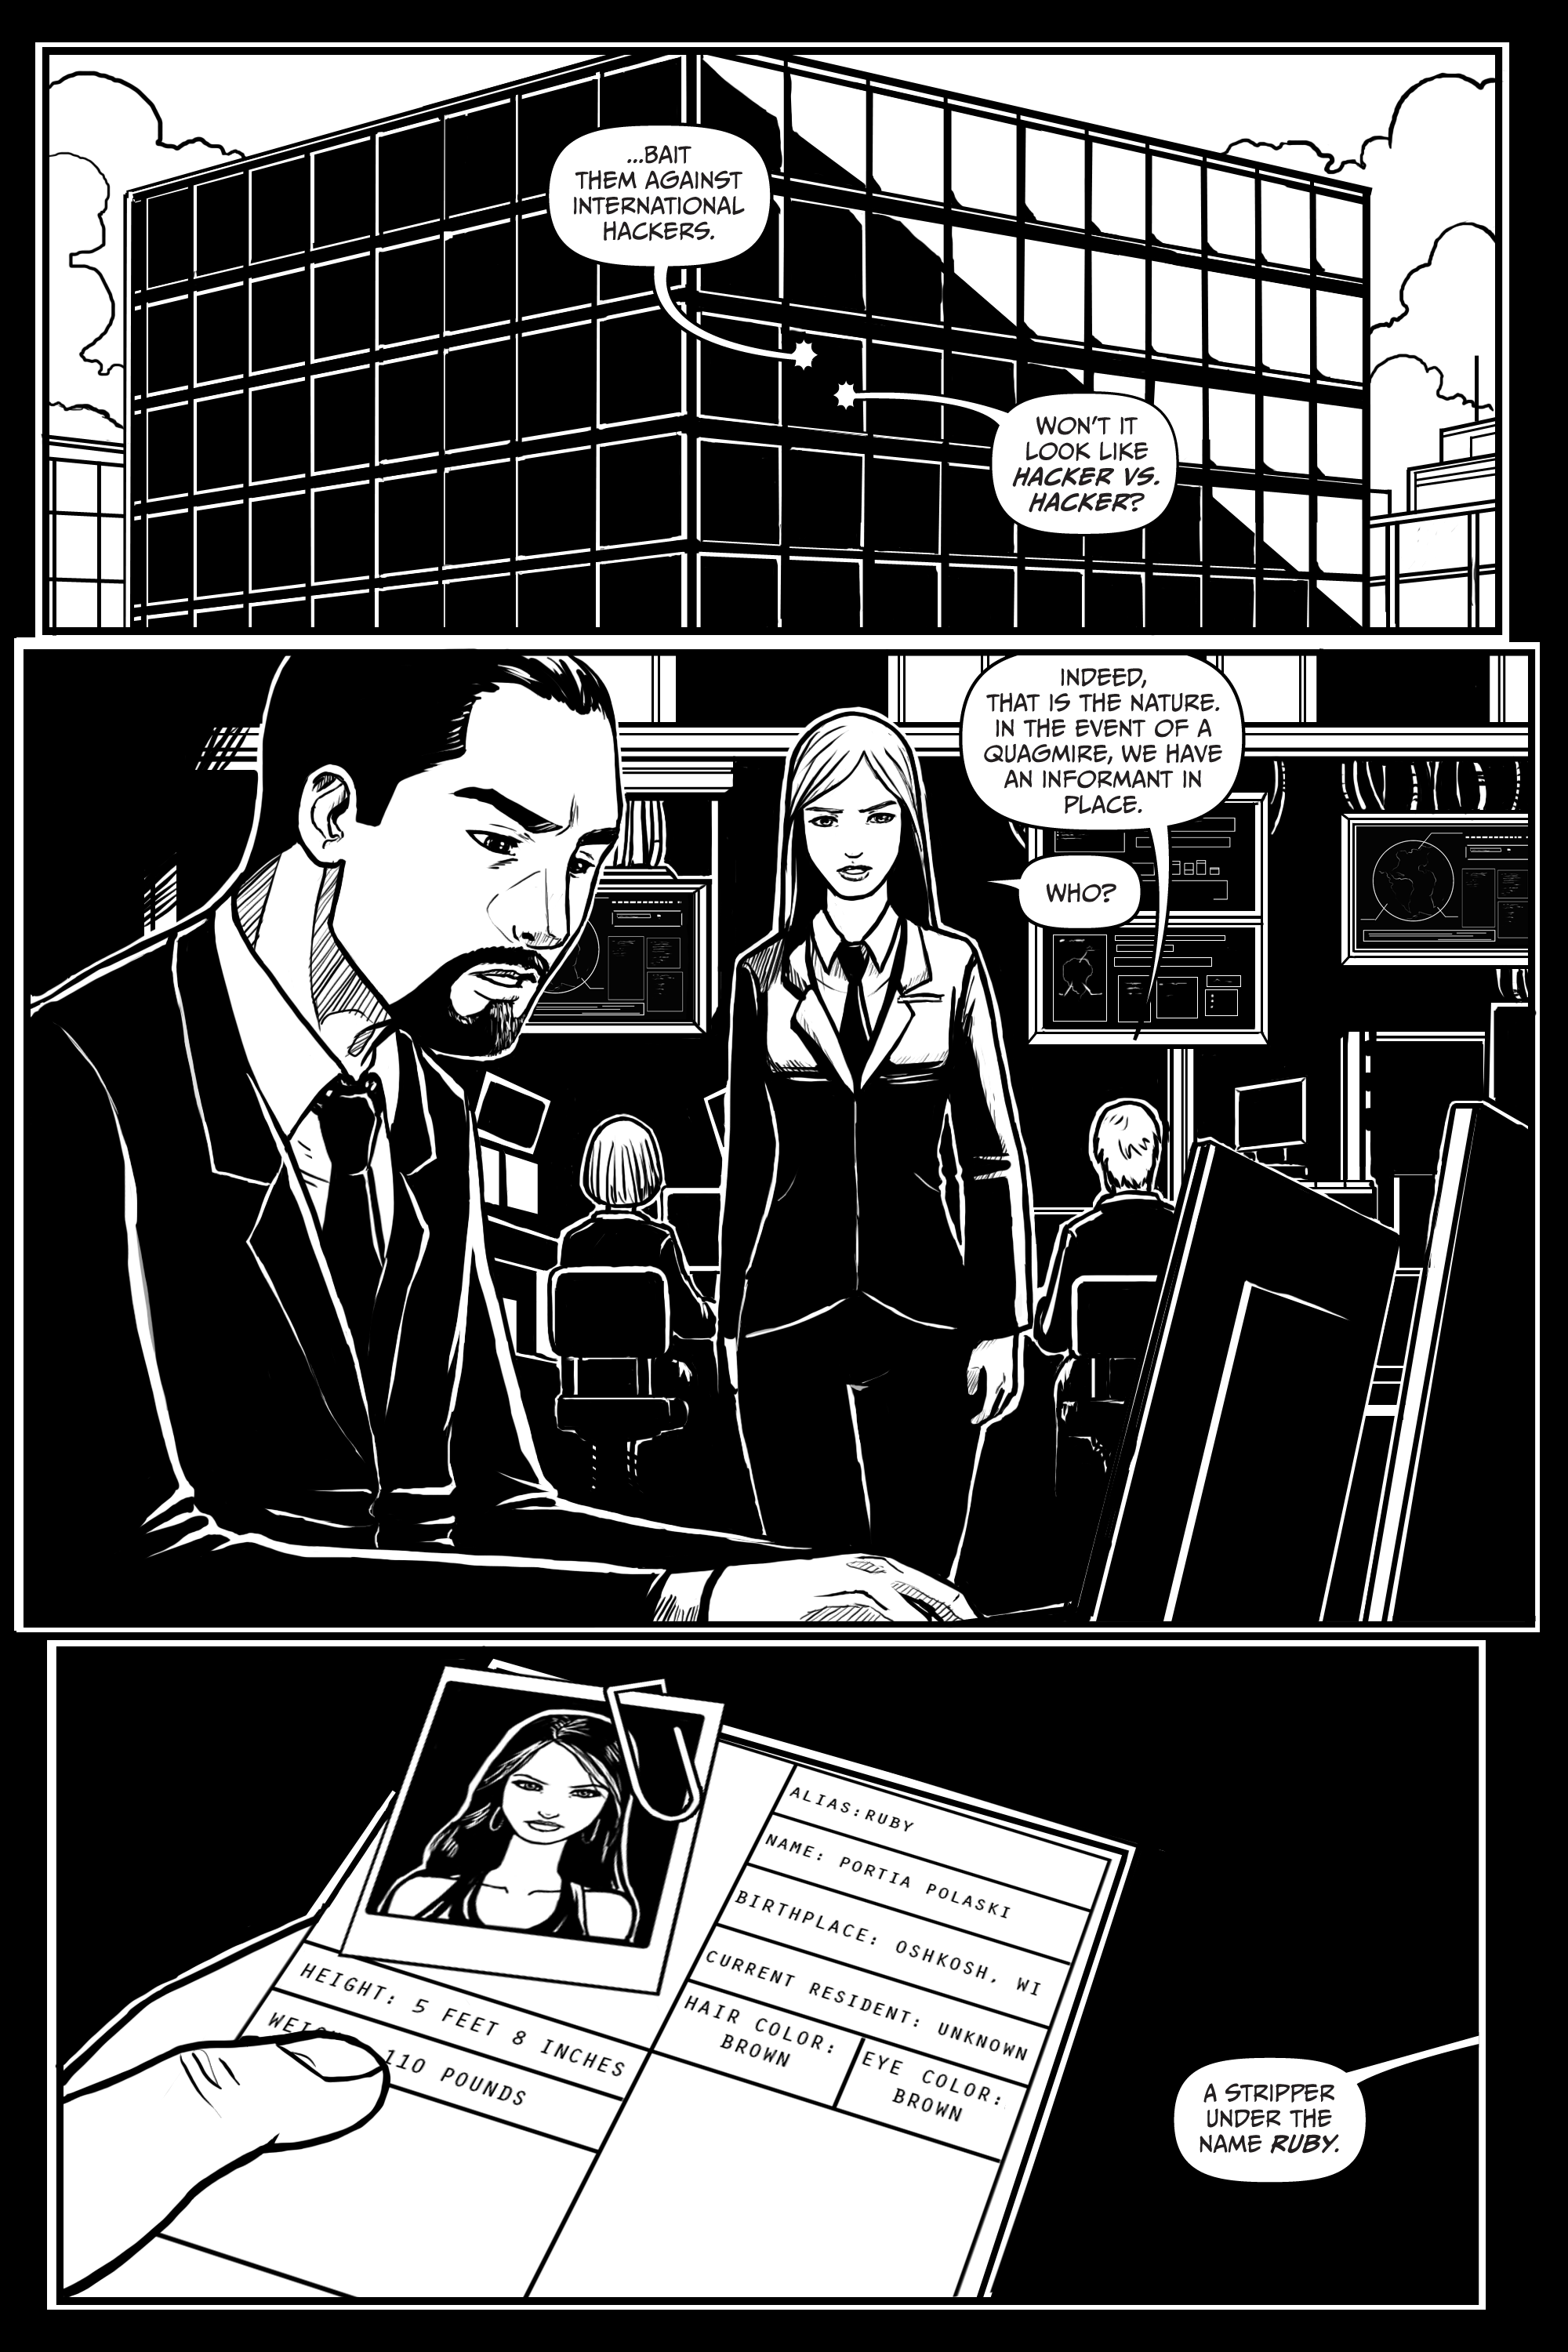 ...BAIT
THEM AGAINST
INTERNATIONAL
HACKERS.
WON'T IT
LOOK LIKE
HACKER VS.
HACKER?
INDEED,
THAT IS THE NATURE.
IN THE EVENT OF A
QUAGMIRE, WE HAVE
AN INFORMANT IN
PLACE.
WHO?
ALIAS:RUBY
NAME: PORTIA POLASKI
BIRTHPLACE: OSHKOSH, WI
CURRENT RESIDENT: UNKNOWN
HAIR COLOR:
BROWN
EYE COLOR:
BROWN
HEIGHT: 5 FEET 8 INCHES
110 POUNDS
A STRIPPER
UNDER THE
NAME RUBY.